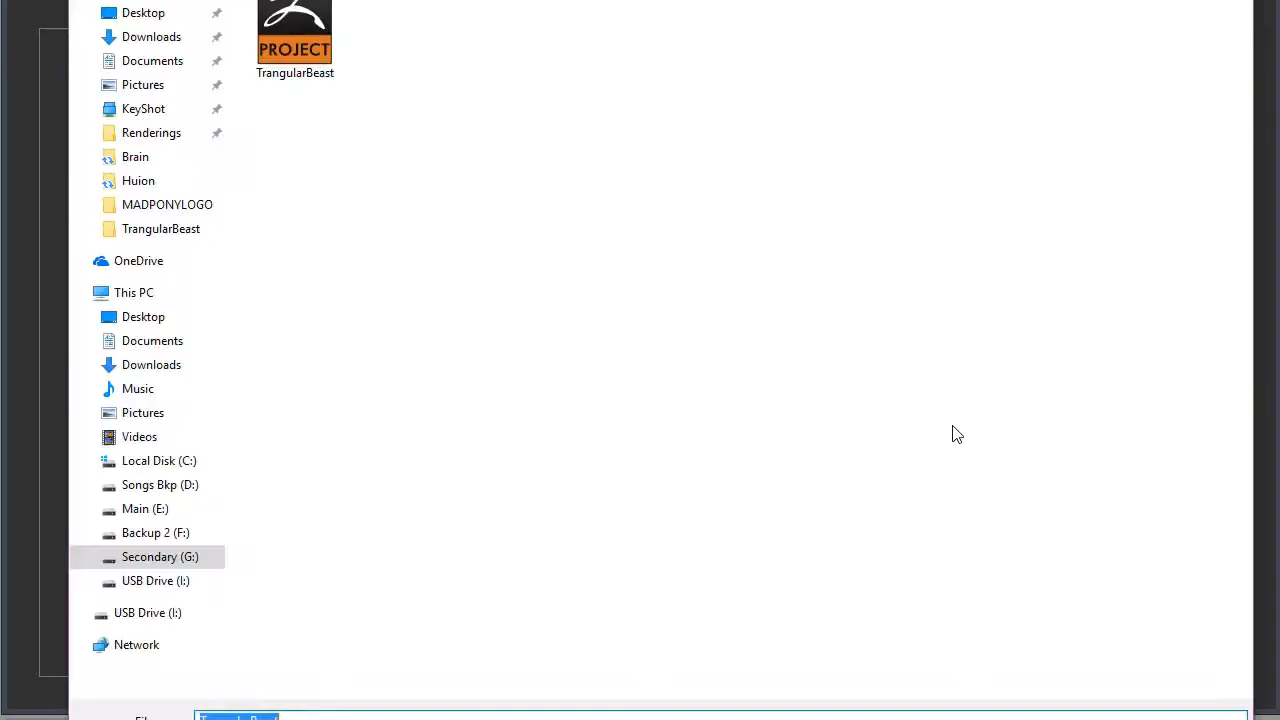 Desktop
Downloads
Documents
Pictures
KeyShot
Renderings
Brain
Huion
MADPONYLOGO
TrangularBeast
OneDrive
This PC
Desktop
Documents
Downloads
Music
Pictures
Videos
Local Disk (C:)
Songs Bkp (D:)
Main (E:)
Backup 2 (F:)
Secondary (G:)
USB Drive (I:)
USB Drive (I:)
Network
PROJECT
TrangularBeast